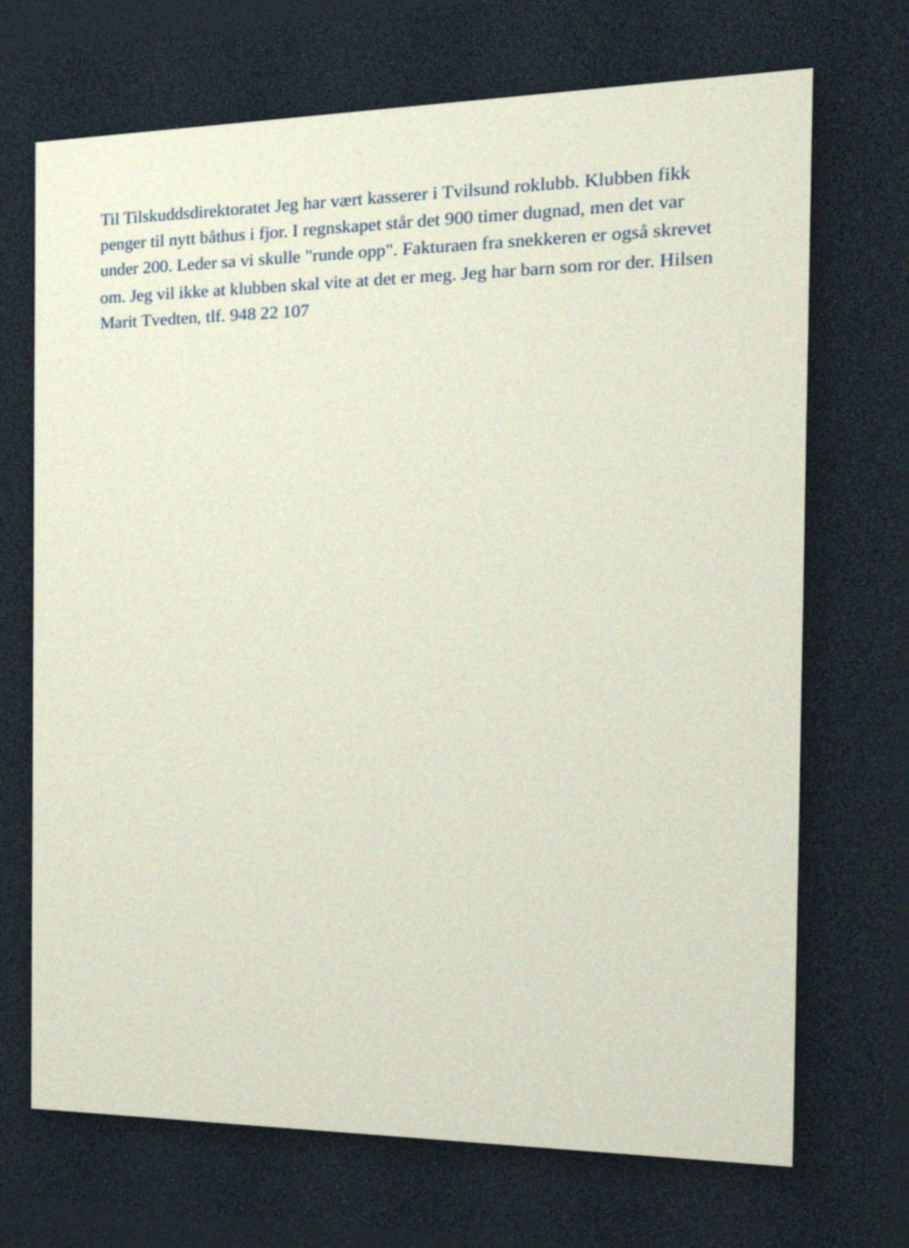 Til Tilskuddsdirektoratet Jeg har vært kasserer i Tvilsund roklubb. Klubben fikk
penger til nytt båthus i fjor. I regnskapet står det 900 timer dugnad, men det var
under 200. Leder sa vi skulle "runde opp". Fakturaen fra snekkeren er også skrevet
om. Jeg vil ikke at klubben skal vite at det er meg. Jeg har barn som ror der. Hilsen
Marit Tvedten, tlf. 948 22 107